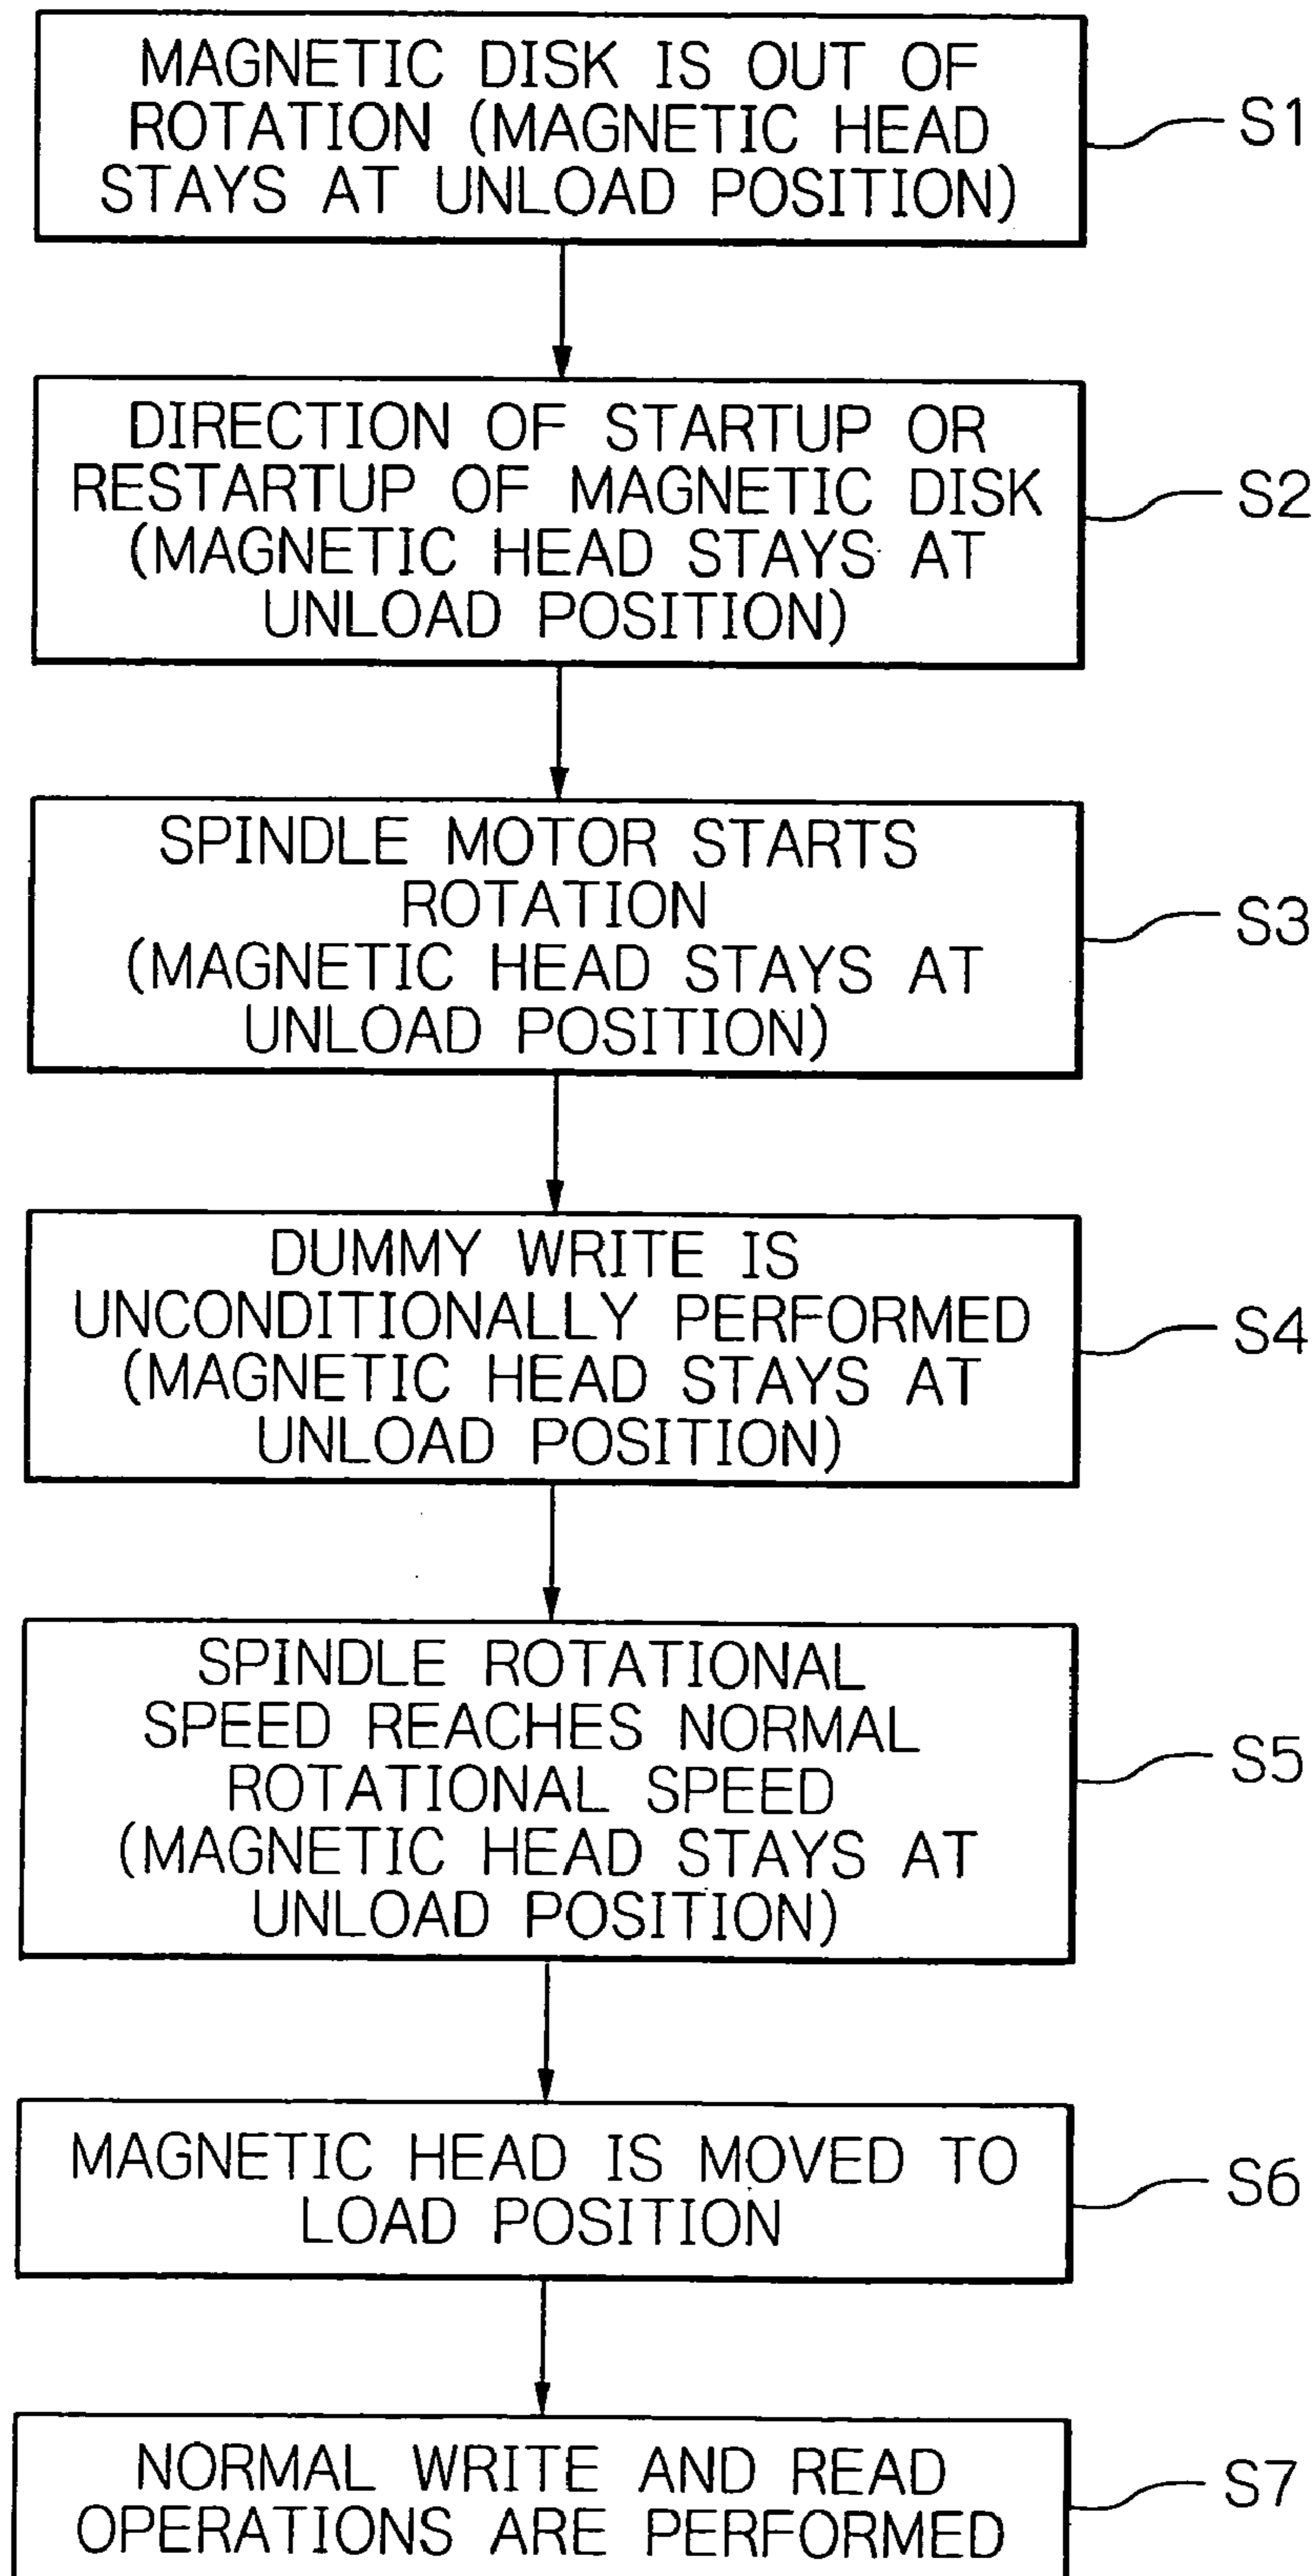 MAGNETIC DISK IS OUT OF
ROTATION (MAGNETIC HEAD
STAYS AT UNLOAD POSITION)
S1
DIRECTION OF STARTUP OR
RESTARTUP OF MAGNETIC DISK
(MAGNETIC HEAD STAYS AT
UNLOAD POSITION)
S2
SPINDLE MOTOR STARTS
ROTATION
(MAGNETIC HEAD STAYS AT
UNLOAD POSITION)
S3
DUMMY WRITE IS
UNCONDITIONALLY PERFORMED
(MAGNETIC HEAD STAYS AT
UNLOAD POSITION)
S4
SPINDLE ROTATIONAL
SPEED REACHES NORMAL
ROTATIONAL SPEED
(MAGNETIC HEAD STAYS AT
UNLOAD POSITION)
S5
MAGNETIC HEAD IS MOVED TO
LOAD POSITION
S6
NORMAL WRITE AND READ
OPERATIONS ARE PERFORMED
S7